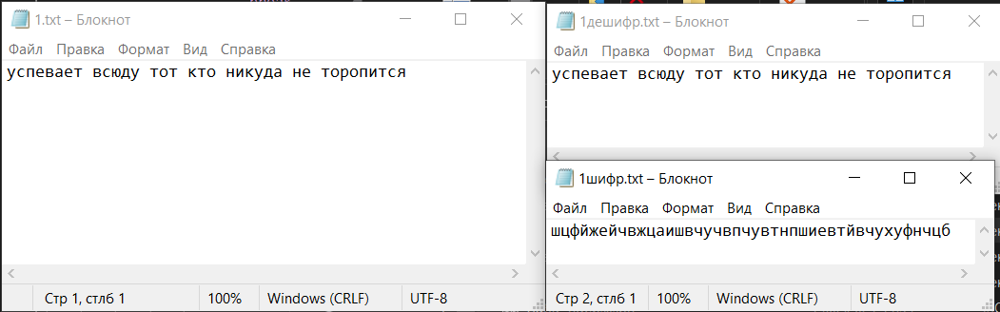 1.txt – Блокнот
Файл Правка Формат Вид Справка
успевает всюду тот кто никуда не торопится
Стр 1, стлб 1 100% Windows (CRLF) UTF-8
1дешифр.txt – Блокнот
Файл Правка Формат Вид Справка
успевает всюду тот кто никуда не торопится
1шифр.txt – Блокнот
Файл Правка Формат Вид Справка
шцфйжейчвжцаишвчучвпчувтнпшиевтйвчухуфнчцб
Стр 2, стлб 1 100% Windows (CRLF) UTF-8